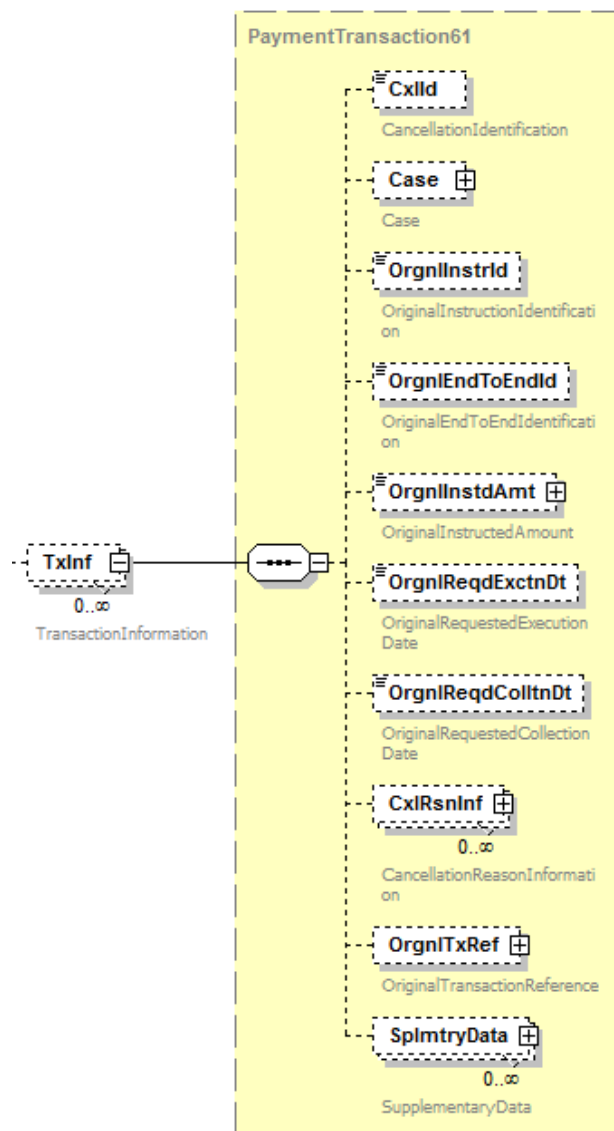 PaymentTransaction61
CxlId
CancellationIdentification
Case
Case
OrgnlInstrId
OriginalInstructionIdentificati
on
OrgnlEndToEndId
OriginalEndToEndIdentificati
on
OrgnlInstdAmt
OriginalInstructedAmount
TxInf
0..∞
TransactionInformation
OrgnlReqdExctnDt
OriginalRequestedExecution
Date
OrgnlReqdColltnDt
OriginalRequestedCollection
Date
CxlRsnInf
0..∞
CancellationReasonInformati
on
OrgnlTxRef
OriginalTransactionReference
SplmtryData
0..∞
SupplementaryData